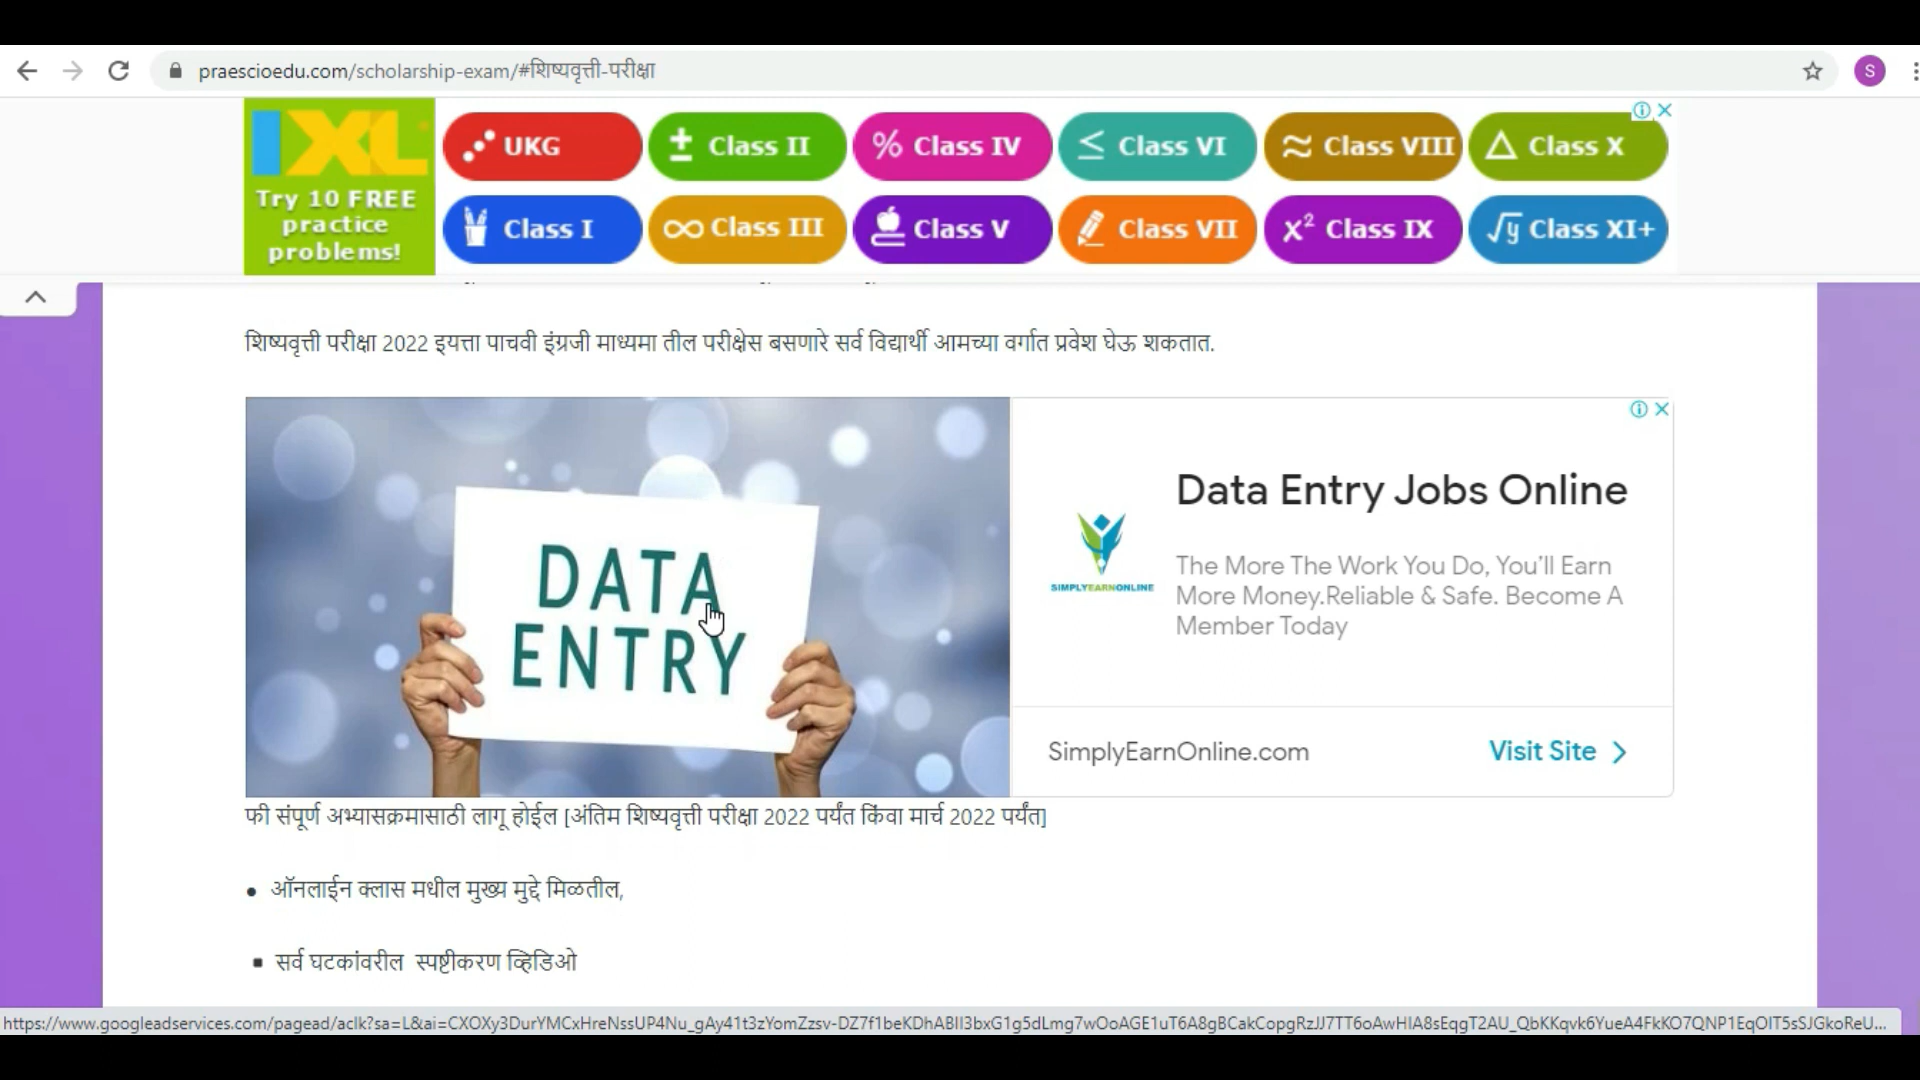 praescioedu.com/scholarship-exam/#शिष्यवृत्ती-परीक्षा
S
IXL
Try 10 FREE
practice
problems!
UKG
± Class II
% Class IV
≤ Class VI
≈ Class VIII
△ Class X
Class I
∞ Class III
Class V
Class VII
x² Class IX
√y Class XI+
शिष्यवृत्ती परीक्षा 2022 इयत्ता पाचवी इंग्रजी माध्यमा तील परीक्षेस बसणारे सर्व विद्यार्थी आमच्या वर्गात प्रवेश घेऊ शकतात.
DATA
ENTRY
SIMPLYEARNONLINE
Data Entry Jobs Online
The More The Work You Do, You'll Earn
More Money.Reliable & Safe. Become A
Member Today
SimplyEarnOnline.com
Visit Site
फी संपूर्ण अभ्यासक्रमासाठी लागू होईल [अंतिम शिष्यवृत्ती परीक्षा 2022 पर्यंत किंवा मार्च 2022 पर्यंत]
• ऑनलाईन क्लास मधील मुख्य मुद्दे मिळतील,
▪ सर्व घटकांवरील स्पष्टीकरण व्हिडिओ